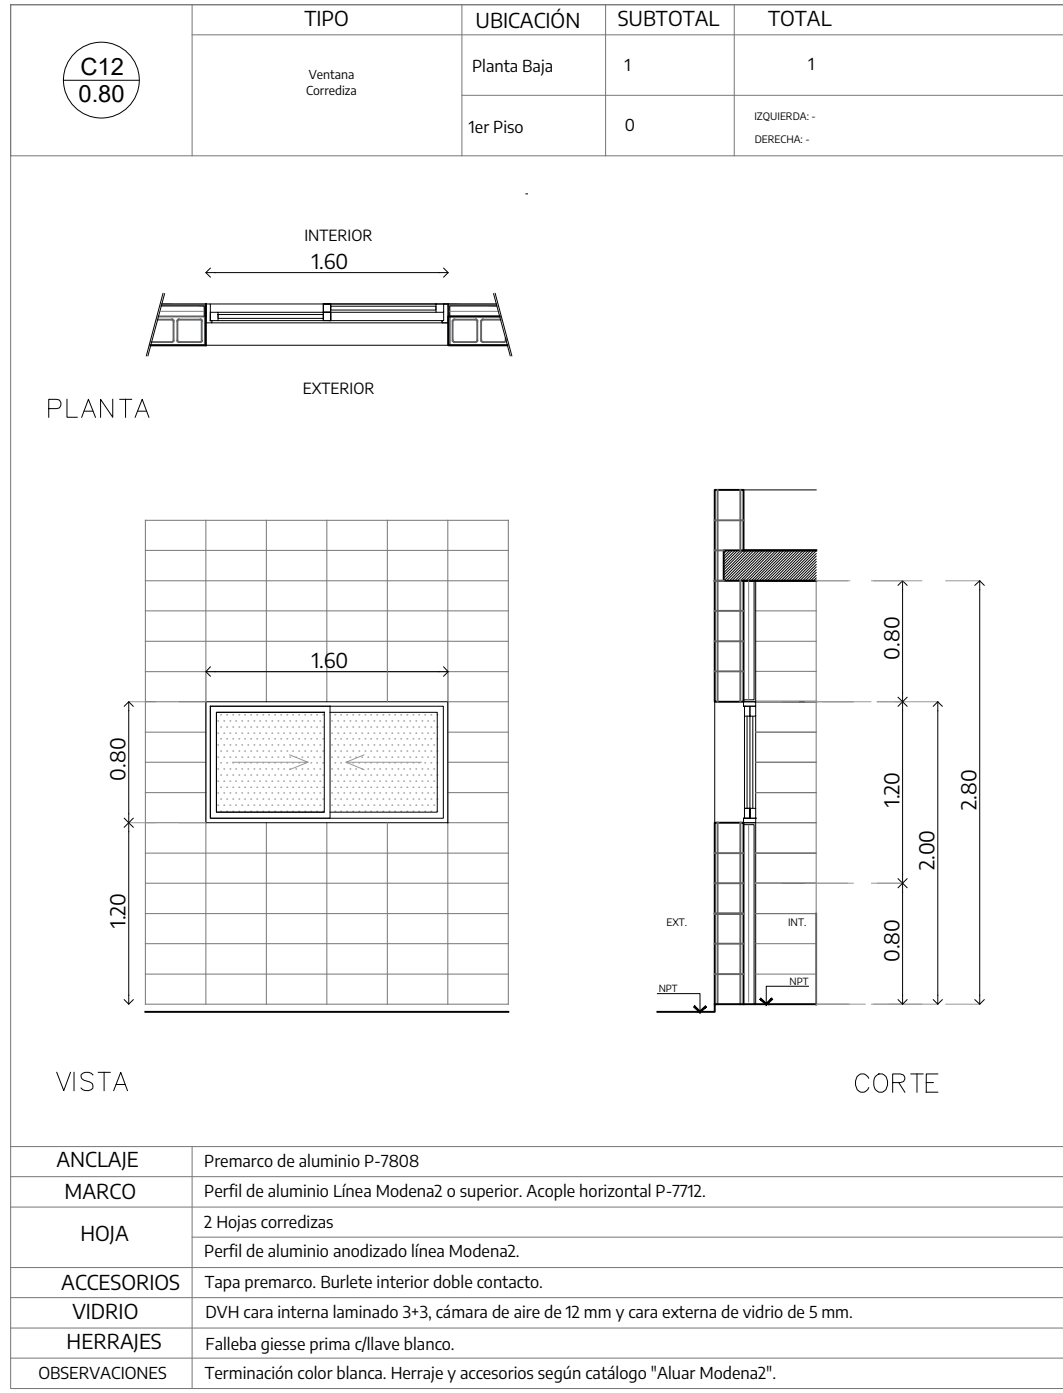 TIPO
UBICACIÓN
SUBTOTAL
TOTAL
C12
0.80
Ventana
Corrediza
Planta Baja
1
1
1er Piso
0
IZQUIERDA: -
DERECHA: -
-
INTERIOR
1.60
EXTERIOR
PLANTA
1.60
0.80
1.20
0.80
1.20
0.80
2.00
2.80
EXT.
INT.
NPT
NPT
VISTA
CORTE
ANCLAJE
Premarco de aluminio P-7808
MARCO
Perfil de aluminio Línea Modena2 o superior. Acople horizontal P-7712.
HOJA
2 Hojas corredizas
Perfil de aluminio anodizado línea Modena2.
ACCESORIOS
Tapa premarco. Burlete interior doble contacto.
VIDRIO
DVH cara interna laminado 3+3, cámara de aire de 12 mm y cara externa de vidrio de 5 mm.
HERRAJES
Falleba giesse prima c/llave blanco.
OBSERVACIONES
Terminación color blanca. Herraje y accesorios según catálogo "Aluar Modena2".